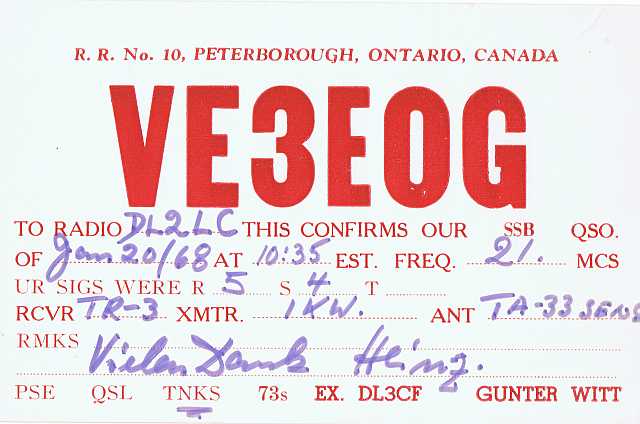 R. R. No. 10, PETERBOROUGH, ONTARIO, CANADA
VE3EOG
TO RADIO DL2LC THIS CONFIRMS OUR SSB QSO.
OF Jan 20/68 AT 10:35 EST. FREQ. 21. MCS
UR SIGS WERE R 5 S 4 T
RCVR TR-3 XMTR. 1KW. ANT TA-33
RMKS Vielen Dank Heinz.
PSE QSL TNKS 73s EX. DL3CF GUNTER WITT